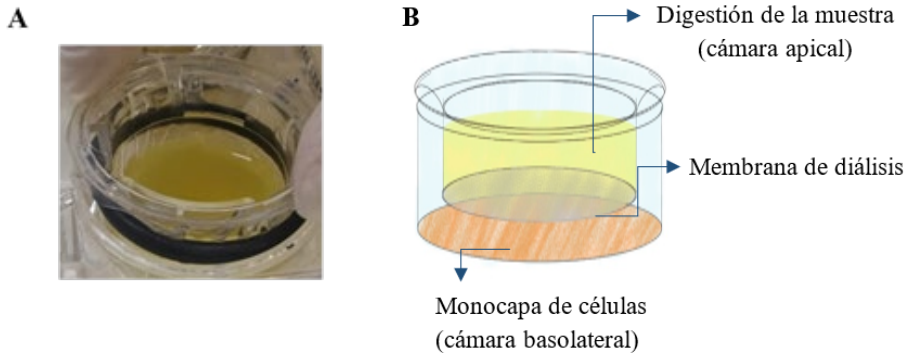 A
B
Digestión de la muestra
(cámara apical)
Membrana de diálisis
Monocapa de células
(cámara basolateral)